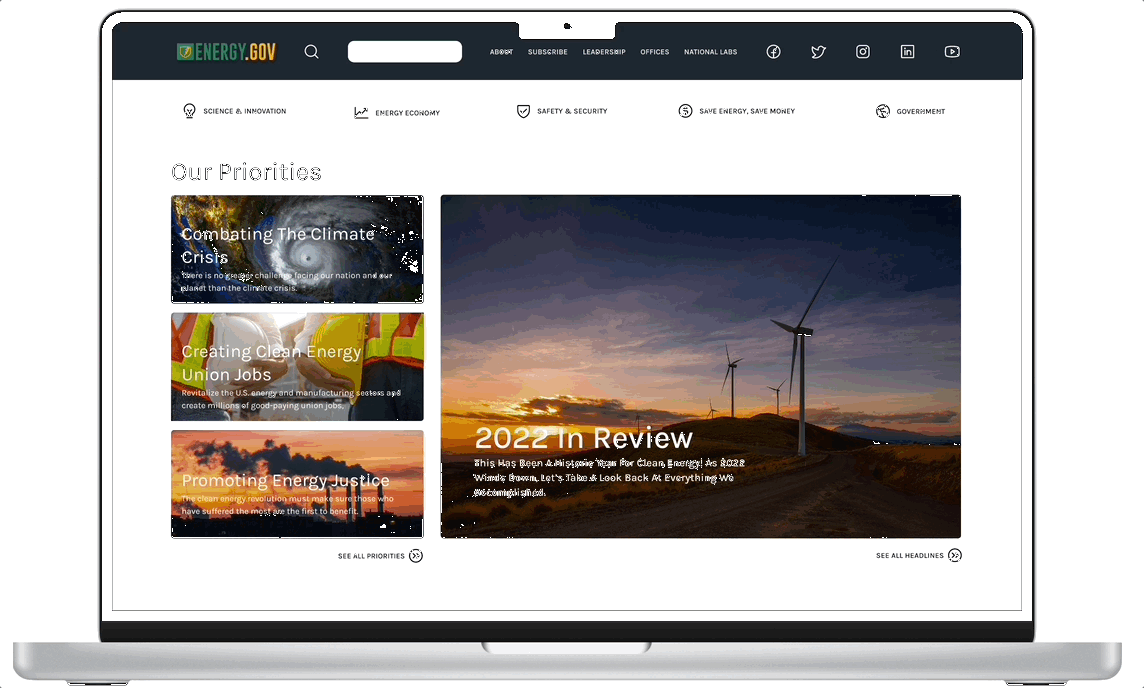 ENERGY.GOV
ABOUT SUBSCRIBE LEADERSHIP OFFICES NATIONAL LABS
SCIENCE & INNOVATION
ENERGY ECONOMY
SAFETY & SECURITY
SAVE ENERGY, SAVE MONEY
GOVERNMENT
Our Priorities
Combating The Climate
Crisis
There is no greater challenge facing our nation and our
planet than the climate crisis.
Creating Clean Energy
Union Jobs
Revitalize the U.S. energy and manufacturing sectors and
create millions of good-paying union jobs.
Promoting Energy Justice
The clean energy revolution must make sure those who
have suffered the most are the first to benefit.
SEE ALL PRIORITIES
2022 In Review
This Has Been A Historic Year For Clean Energy! As 2022
Winds Down, Let's Take A Look Back At Everything We
Accomplished.
SEE ALL HEADLINES